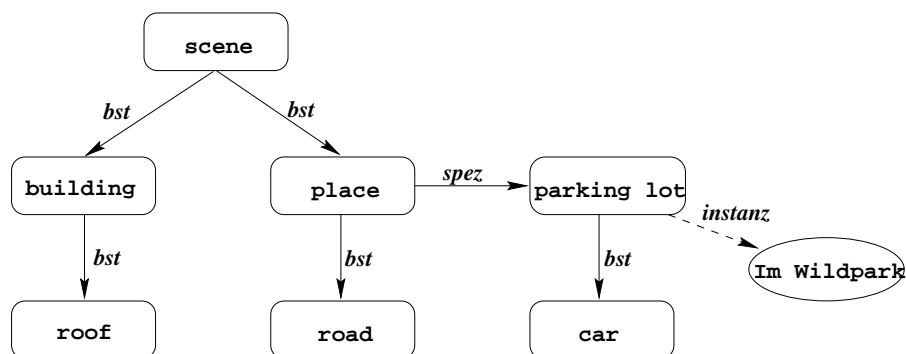 scene
bst
bst
building
place
spez
parking lot
instanz
bst
bst
bst
Im Wildpark
roof
road
car